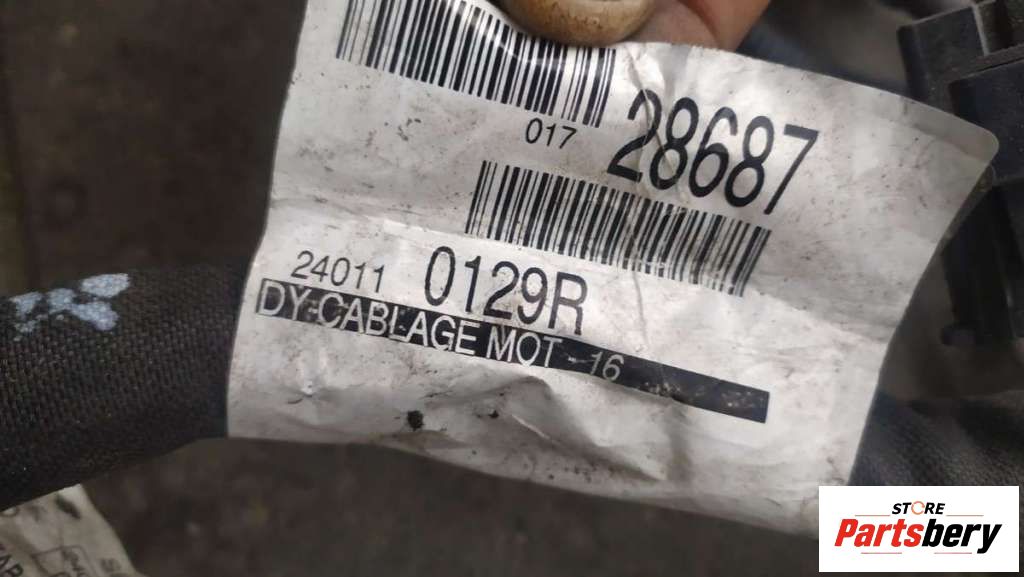 017 28687
24011 0129R
DY-CABLAGE MOT - 16
STORE
Partsbery